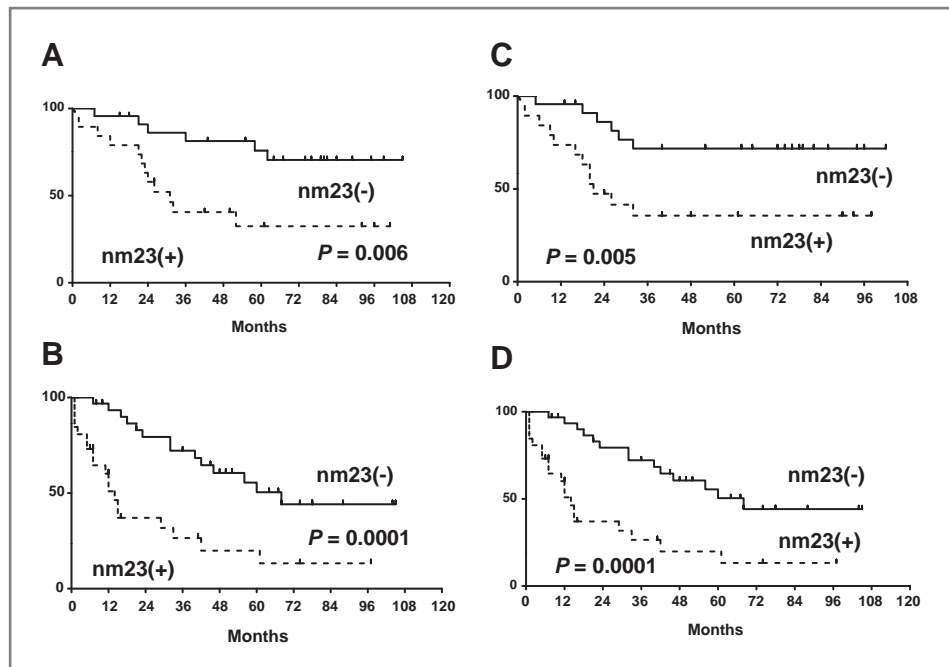 A
100
50
0
nm23(-)
nm23(+)
P = 0.006
0 12 24 36 48 60 72 84 96 108 120
Months
C
100
50
0
nm23(-)
nm23(+)
P = 0.005
0 12 24 36 48 60 72 84 96 108
Months
B
100
50
0
nm23(-)
P = 0.0001
nm23(+)
0 12 24 36 48 60 72 84 96 108 120
Months
D
100
50
0
nm23(-)
nm23(+)
P = 0.0001
0 12 24 36 48 60 72 84 96 108 120
Months